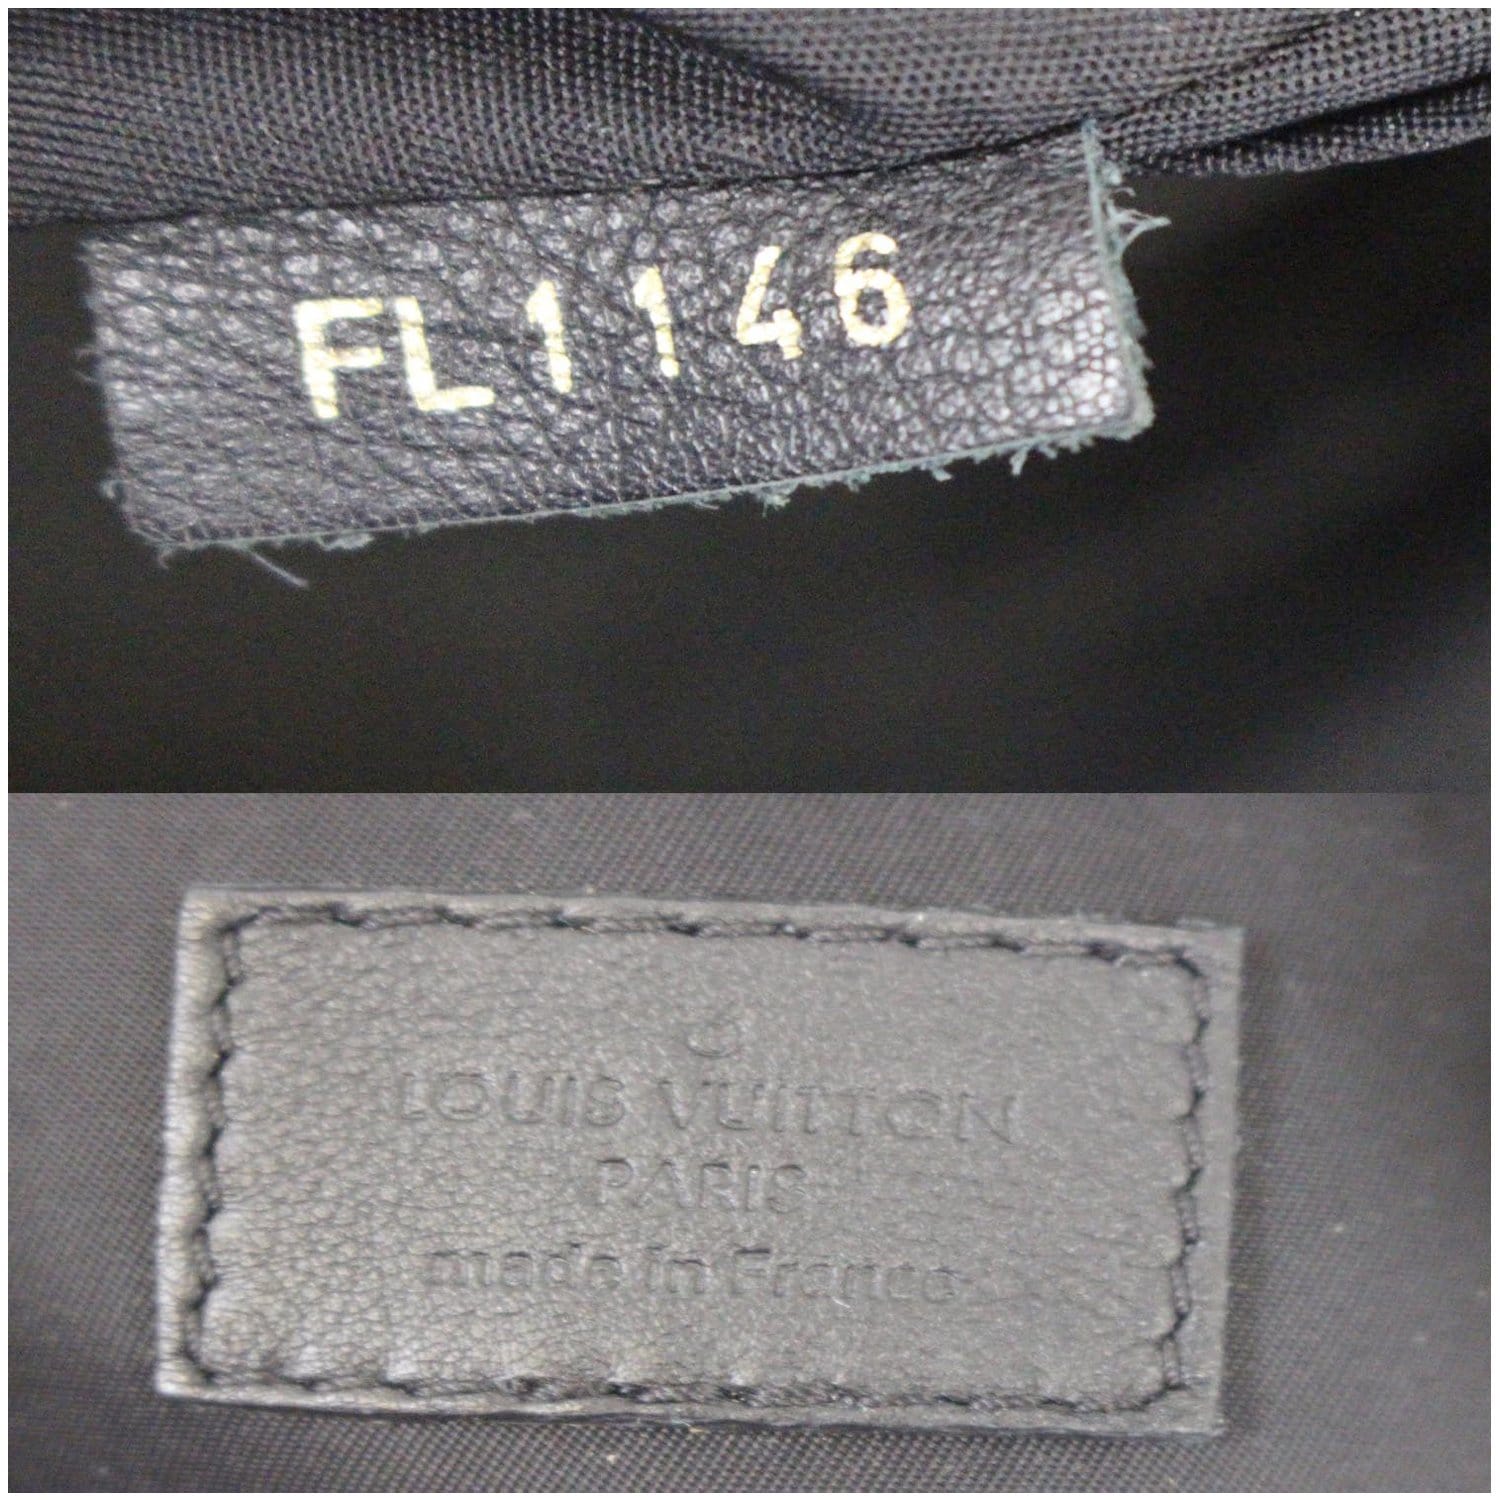 FL1146
LOUIS VUITTON
PARIS
made in France